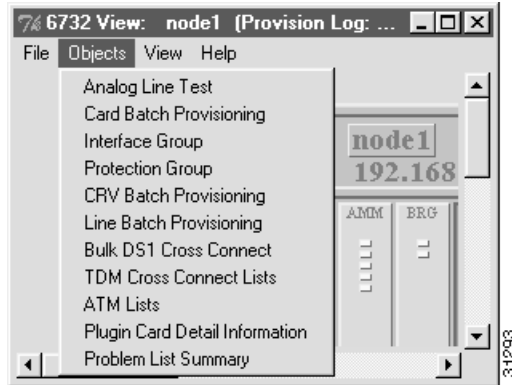 6732 View: node1 (Provision Log: ...
File Objects View Help
Analog Line Test
Card Batch Provisioning
Interface Group
Protection Group
CRV Batch Provisioning
Line Batch Provisioning
Bulk DS1 Cross Connect
TDM Cross Connect Lists
ATM Lists
Plugin Card Detail Information
Problem List Summary
node1
192.168
AMM BRG
31293